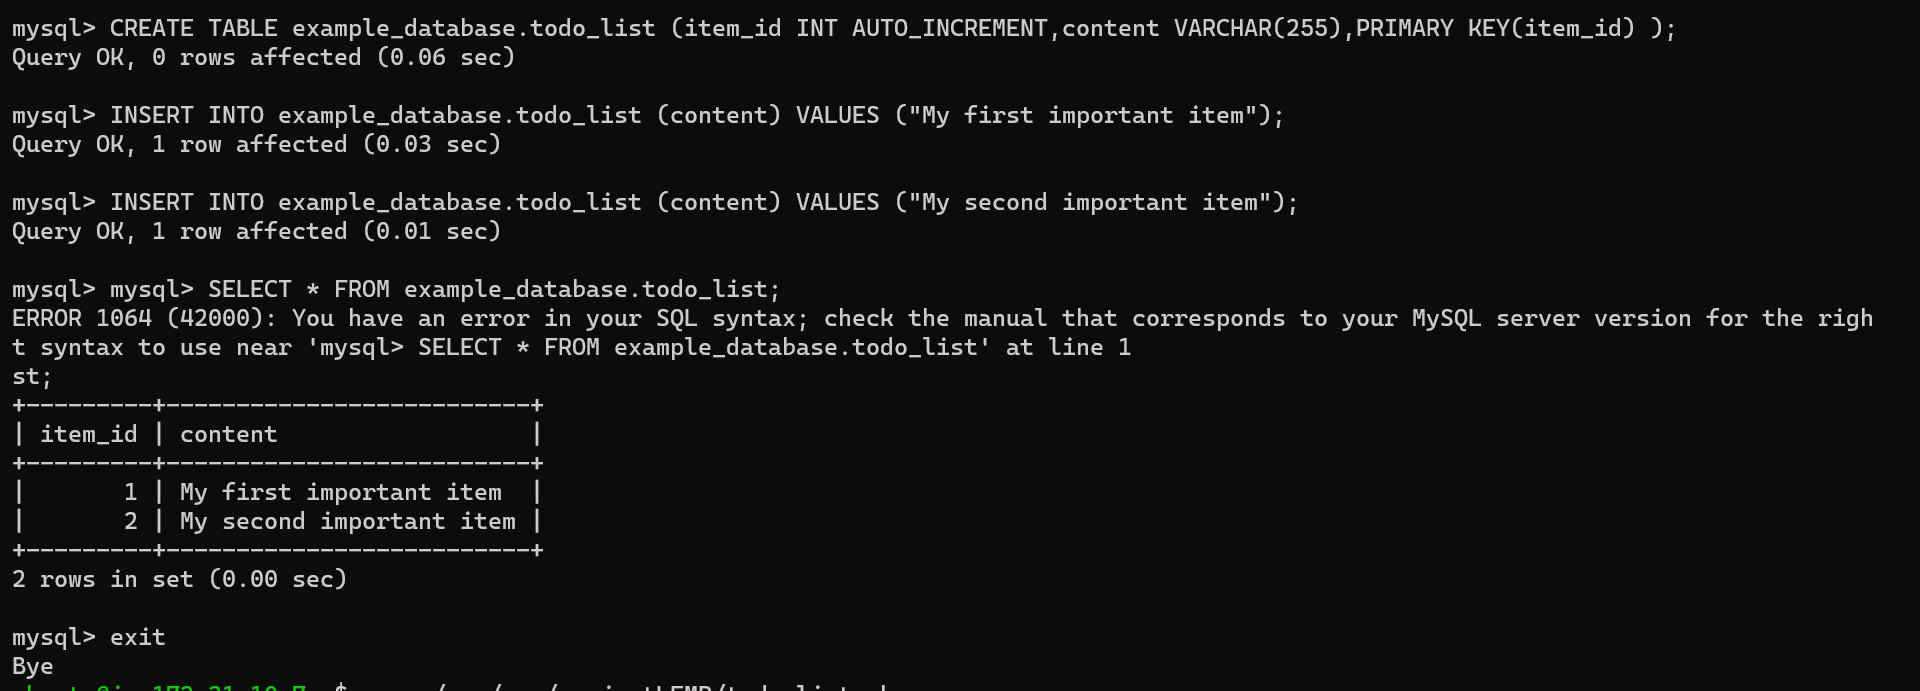 mysql> CREATE TABLE example_database.todo_list (item_id INT AUTO_INCREMENT,content VARCHAR(255),PRIMARY KEY(item_id) );
Query OK, 0 rows affected (0.06 sec)
mysql> INSERT INTO example_database.todo_list (content) VALUES ("My first important item");
Query OK, 1 row affected (0.03 sec)
mysql> INSERT INTO example_database.todo_list (content) VALUES ("My second important item");
Query OK, 1 row affected (0.01 sec)
mysql> mysql> SELECT * FROM example_database.todo_list;
ERROR 1064 (42000): You have an error in your SQL syntax; check the manual that corresponds to your MySQL server version for the righ
t syntax to use near 'mysql> SELECT * FROM example_database.todo_list' at line 1
st;
+---------+--------------------------+
| item_id | content                  |
+---------+--------------------------+
|       1 | My first important item  |
|       2 | My second important item |
+---------+--------------------------+
2 rows in set (0.00 sec)
mysql> exit
Bye